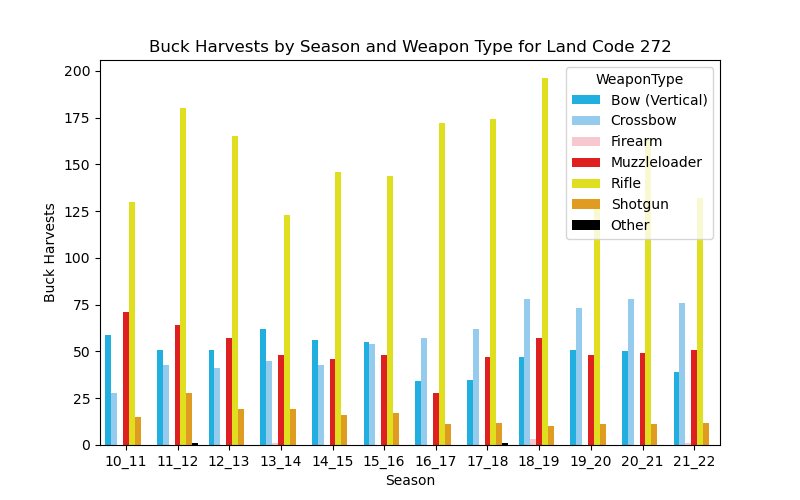 Buck Harvests by Season and Weapon Type for Land Code 272
200
175
150
125
100
75
50
25
0
Buck Harvests
WeaponType
Bow (Vertical)
Crossbow
Firearm
Muzzleloader
Rifle
Shotgun
Other
10_11 11_12 12_13 13_14 14_15 15_16 16_17 17_18 18_19 19_20 20_21 21_22
Season